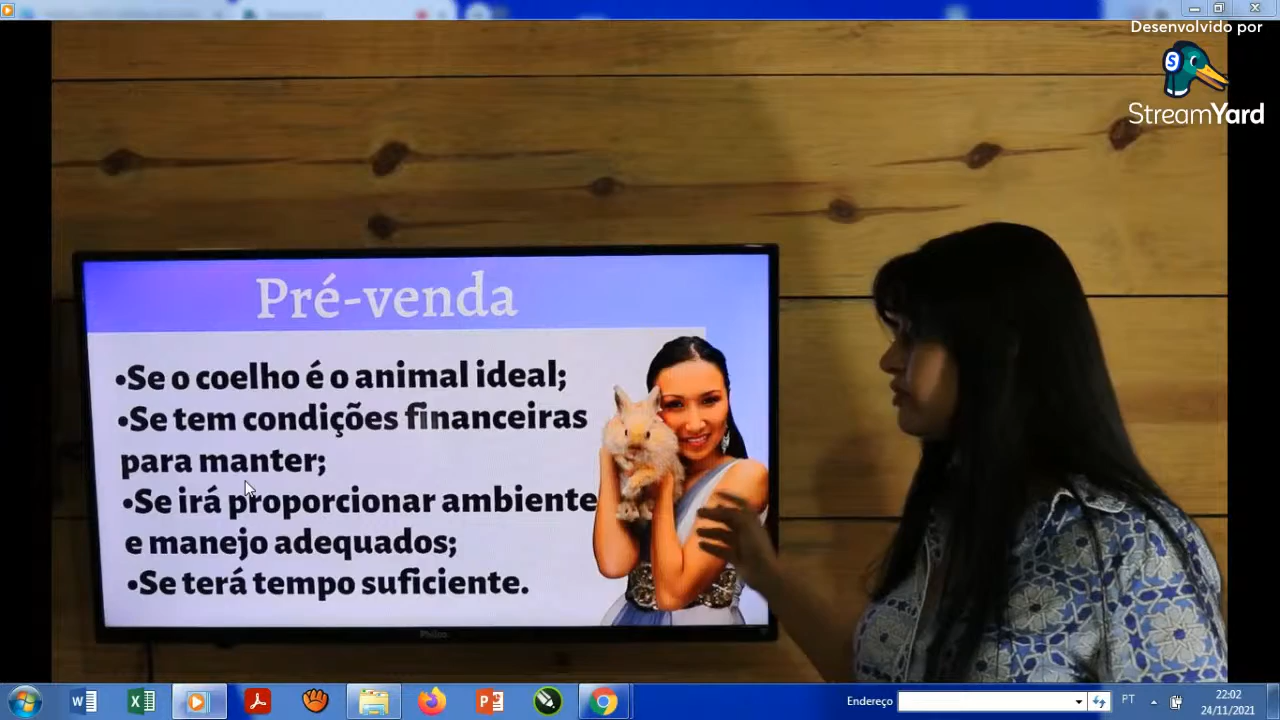 Desenvolvido por
StreamYard
Pré-venda
•Se o coelho é o animal ideal;
•Se tem condições financeiras
para manter;
•Se irá proporcionar ambiente
e manejo adequados;
•Se terá tempo suficiente.
Philco
Endereço
PT
22:02
24/11/2021